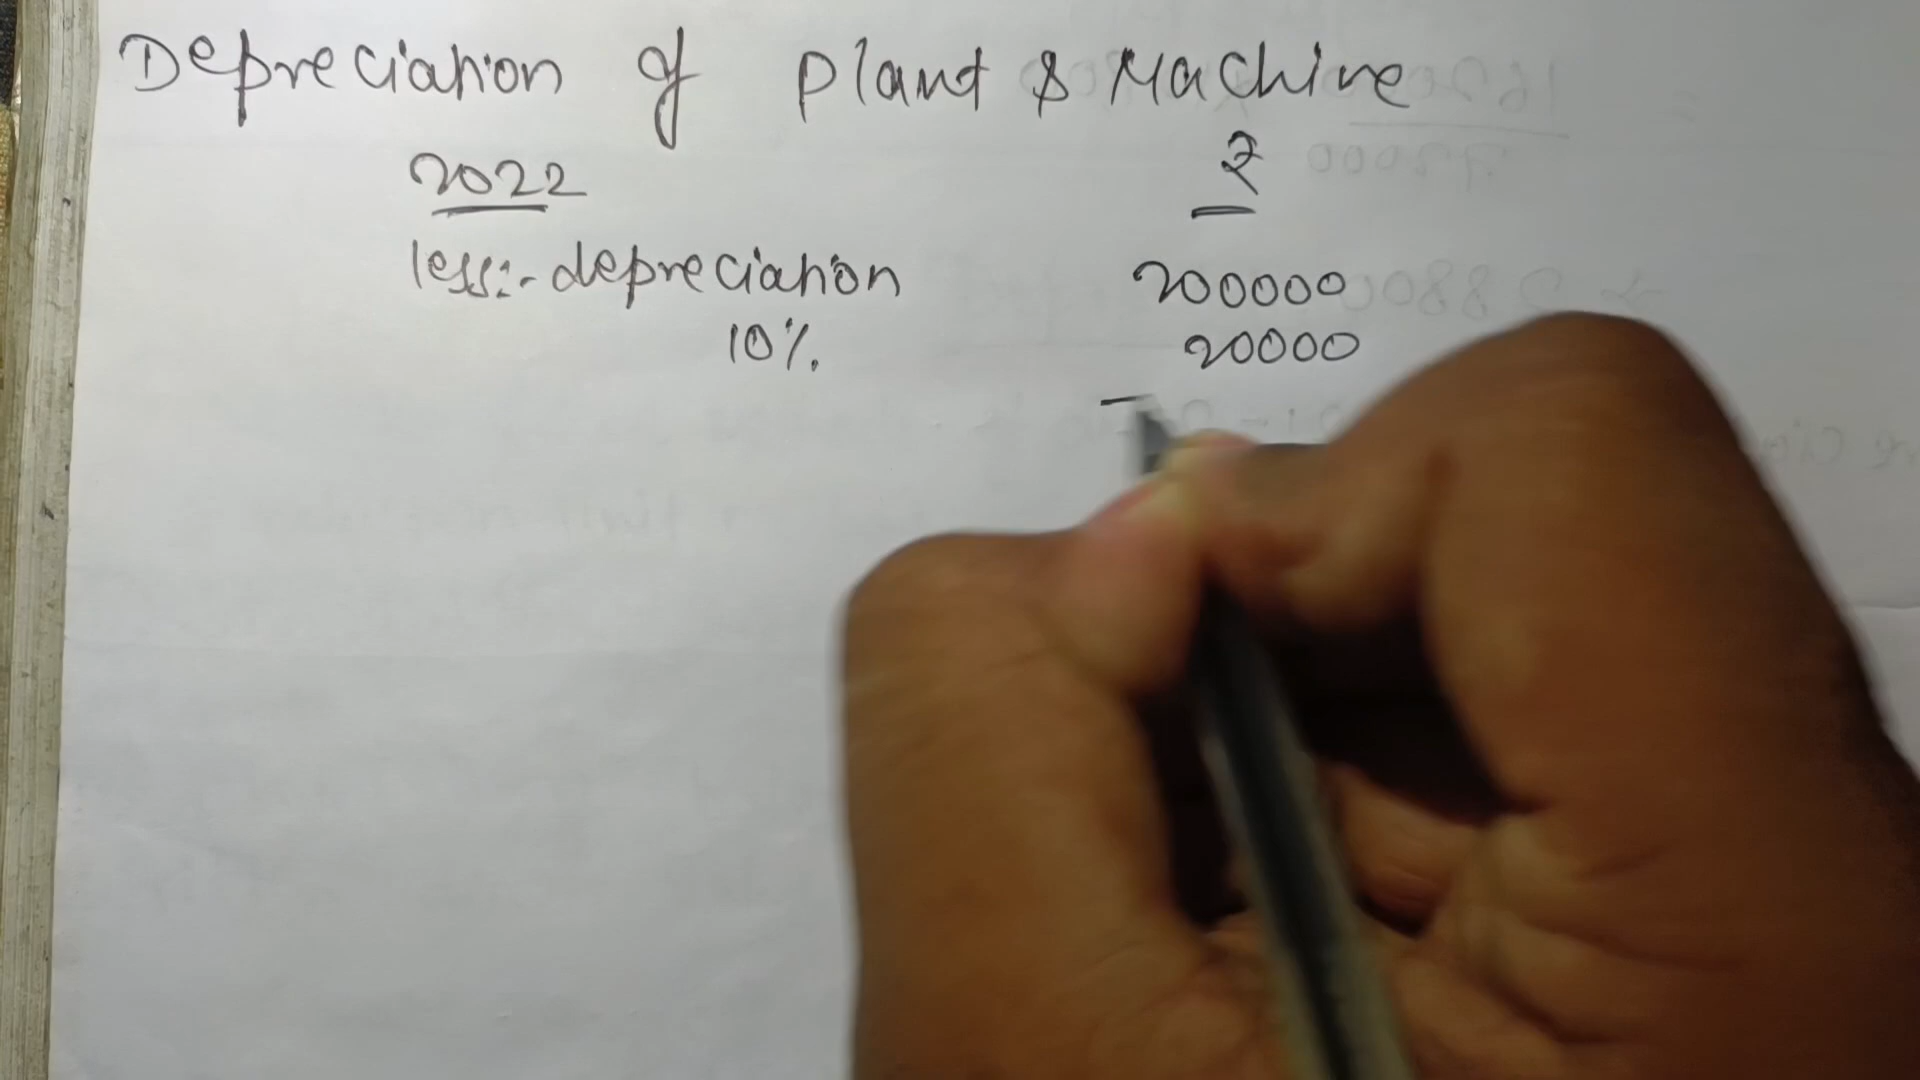 Depreciation of Plant & Machine
2022 ₹
less:- depreciation 200000
10%. 20000